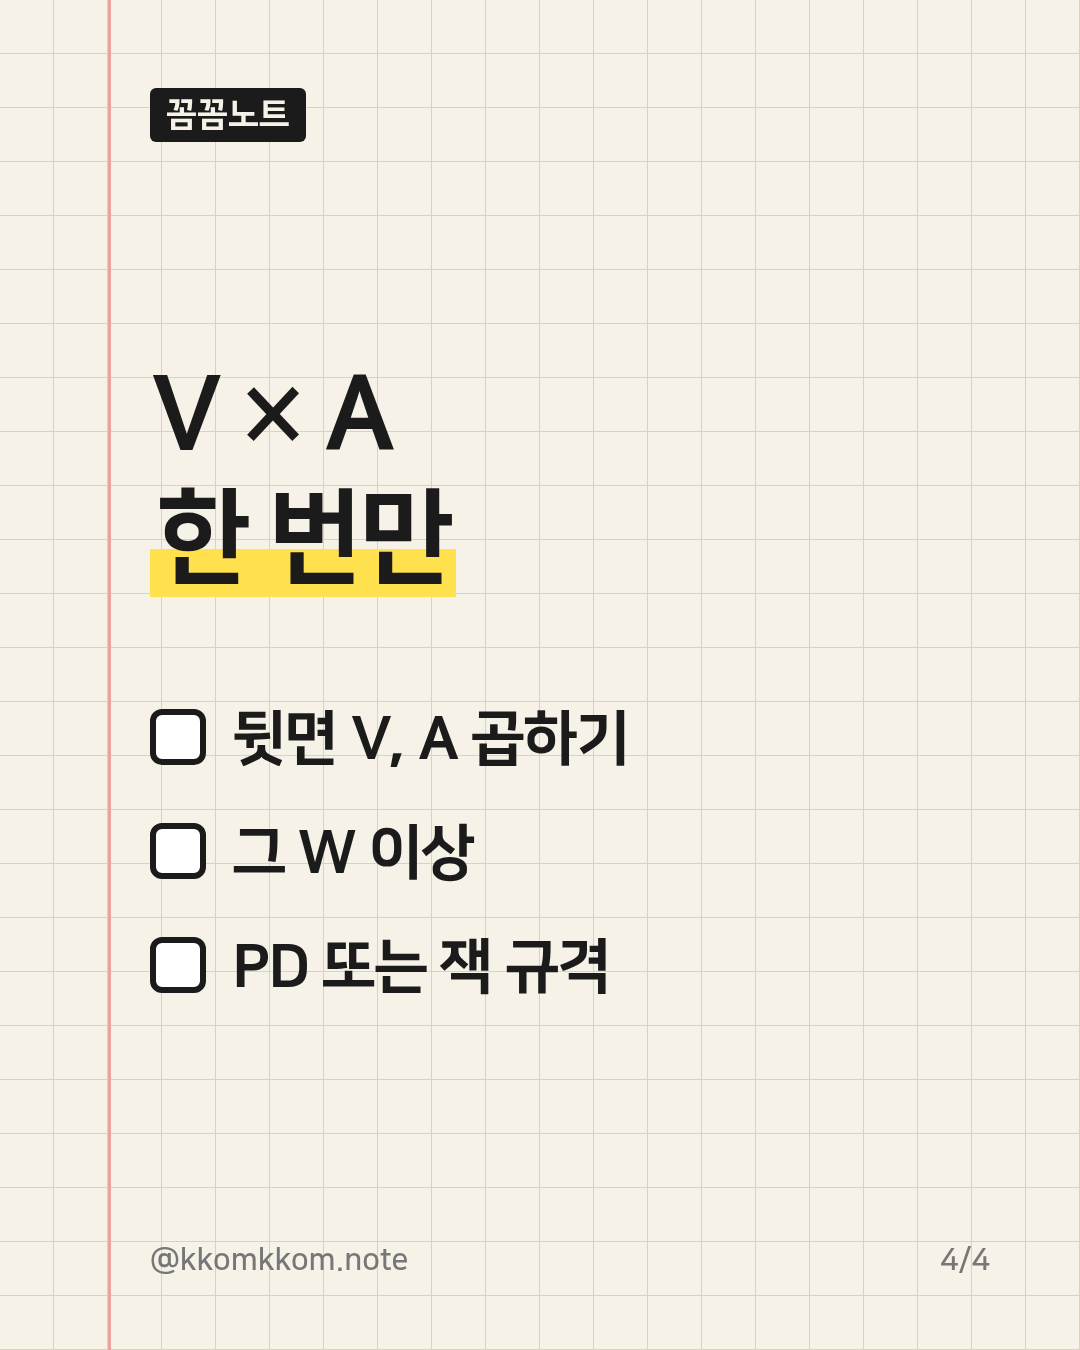 꼼꼼노트
V × A
한 번만
뒷면 V, A 곱하기
그 W 이상
PD 또는 잭 규격
@kkomkkom.note
4/4